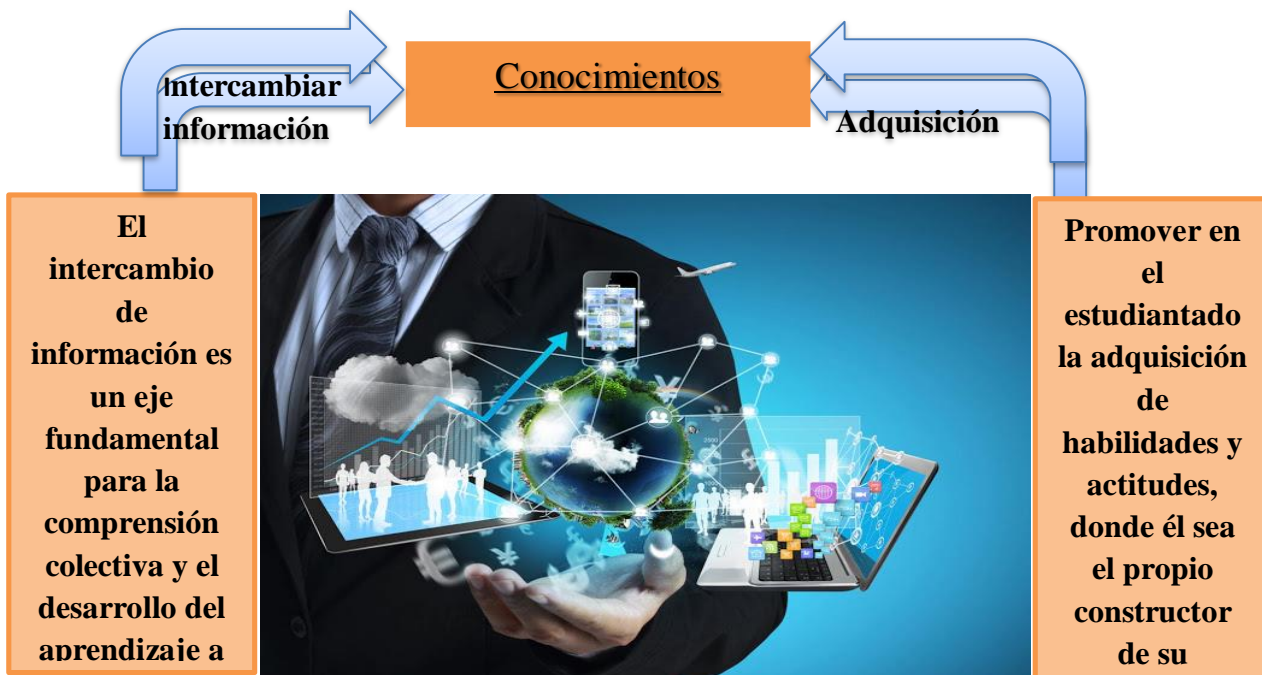 Conocimientos
Intercambiar
información
Adquisición
El
intercambio
de
información es
un eje
fundamental
para la
comprensión
colectiva y el
desarrollo del
aprendizaje a
Promover en
el
estudiantado
la adquisición
de
habilidades y
actitudes,
donde él sea
el propio
constructor
de su